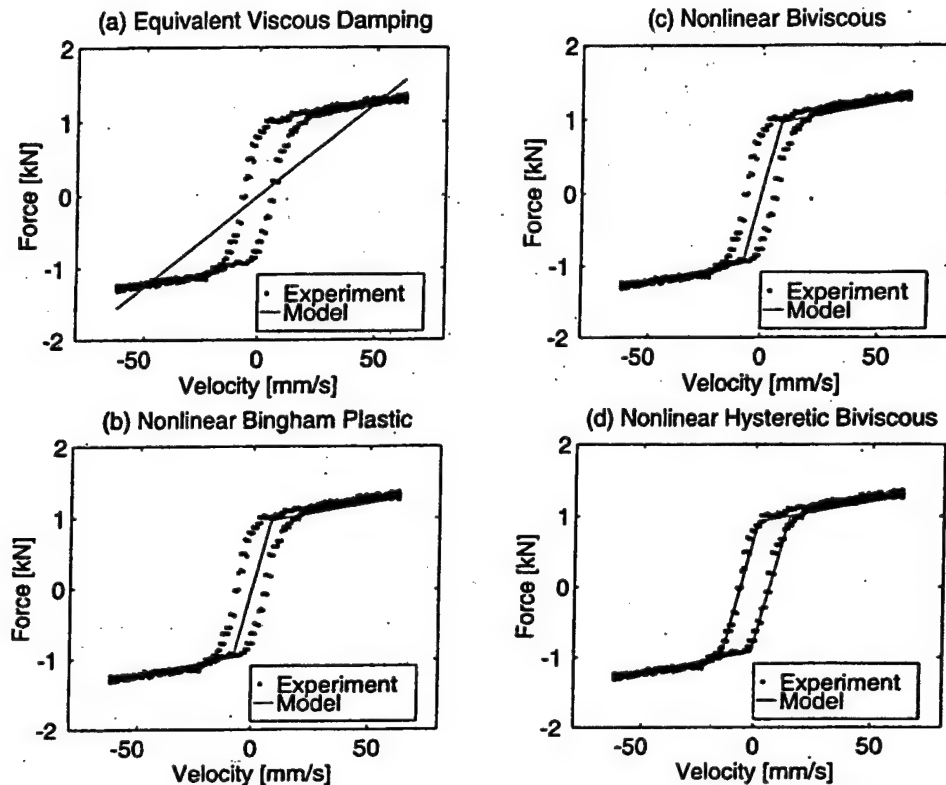 (a) Equivalent Viscous Damping
2
1
0
-1
-2
Force [kN]
-50
0
50
Velocity [mm/s]
Experiment
Model
(c) Nonlinear Biviscous
2
1
0
-1
-2
Force [kN]
-50
0
50
Velocity [mm/s]
Experiment
Model
(b) Nonlinear Bingham Plastic
2
1
0
-1
-2
Force [kN]
-50
0
50
Velocity [mm/s]
Experiment
Model
(d) Nonlinear Hysteretic Biviscous
2
1
0
-1
-2
Force [kN]
-50
0
50
Velocity [mm/s]
Experiment
Model